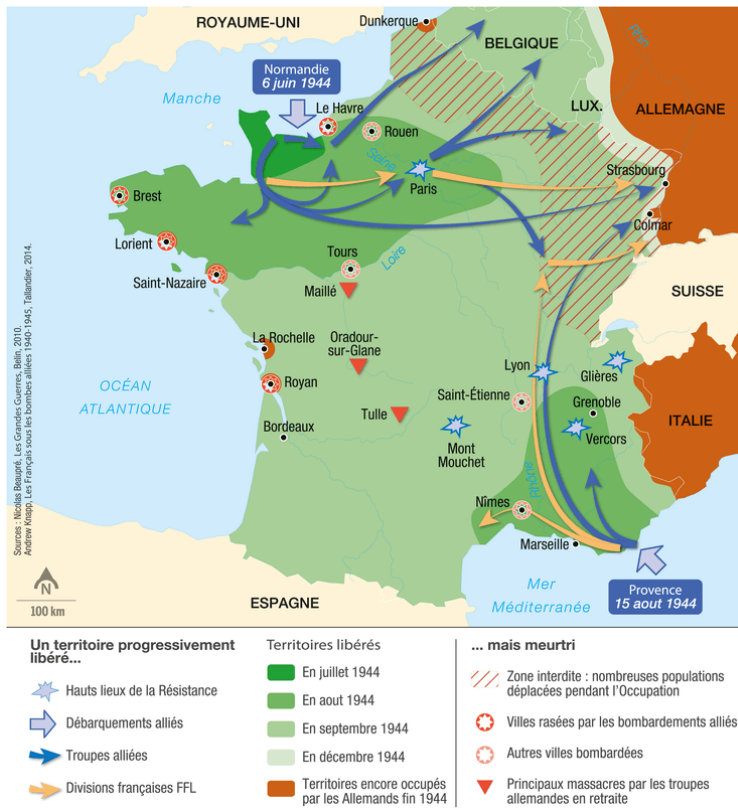 ROYAUME-UNI
Dunkerque
BELGIQUE
Rhin
Normandie
6 juin 1944
LUX.
ALLEMAGNE
Manche
Le Havre
Rouen
Seine
Paris
Strasbourg
Colmar
Brest
Lorient
Saint-Nazaire
Tours
Loire
Maillé
SUISSE
La Rochelle
Oradour-
sur-Glane
Lyon
Glières
OCÉAN
ATLANTIQUE
Royan
Saint-Étienne
Grenoble
ITALIE
Tulle
Bordeaux
Mont
Mouchet
Vercors
Rhône
Nîmes
Marseille
Mer
Méditerranée
Provence
15 aout 1944
ESPAGNE
N
100 km
Sources : Nicolas Beaupré, Les Grandes Guerres, Belin, 2010.
Andrew Knapp, Les Français sous les bombes alliées 1940-1945, Tallandier, 2014.
Un territoire progressivement
libéré...
Hauts lieux de la Résistance
Débarquements alliés
Troupes alliées
Divisions françaises FFL
Territoires libérés
En juillet 1944
En aout 1944
En septembre 1944
En décembre 1944
Territoires encore occupés
par les Allemands fin 1944
... mais meurtri
Zone interdite : nombreuses populations
déplacées pendant l'Occupation
Villes rasées par les bombardements alliés
Autres villes bombardées
Principaux massacres par les troupes
allemandes en retraite